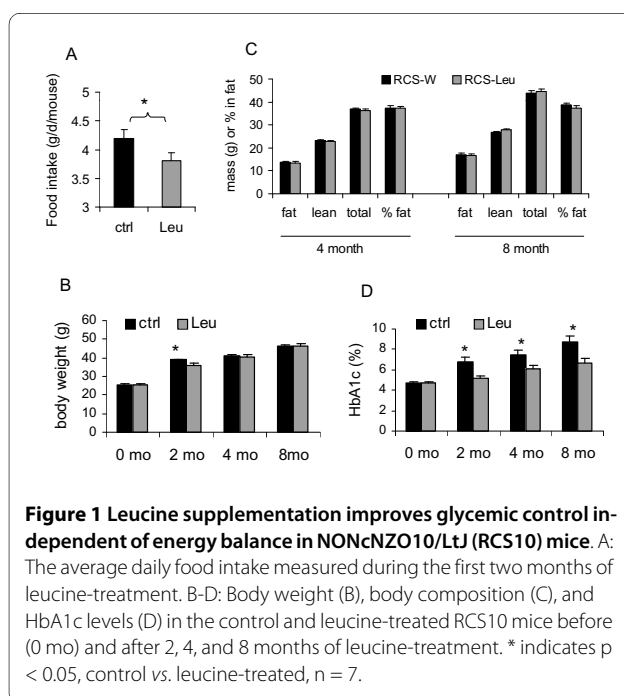 A
Food intake (g/d/mouse)
5
4.5
4
3.5
3
*
ctrl Leu
C
RCS-W RCS-Leu
mass (g) or % in fat
50
40
30
20
10
0
fat lean total % fat fat lean total % fat
4 month 8 month
B
ctrl Leu
body weight (g)
60
50
40
30
20
10
0
*
0 mo 2 mo 4 mo 8mo
D
ctrl Leu
HbA1c (%)
10
8
6
4
2
0
* * *
0 mo 2 mo 4 mo 8 mo
Figure 1 Leucine supplementation improves glycemic control in-
dependent of energy balance in NONcNZO10/LtJ (RCS10) mice. A:
The average daily food intake measured during the first two months of
leucine-treatment. B-D: Body weight (B), body composition (C), and
HbA1c levels (D) in the control and leucine-treated RCS10 mice before
(0 mo) and after 2, 4, and 8 months of leucine-treatment. * indicates p
< 0.05, control vs. leucine-treated, n = 7.